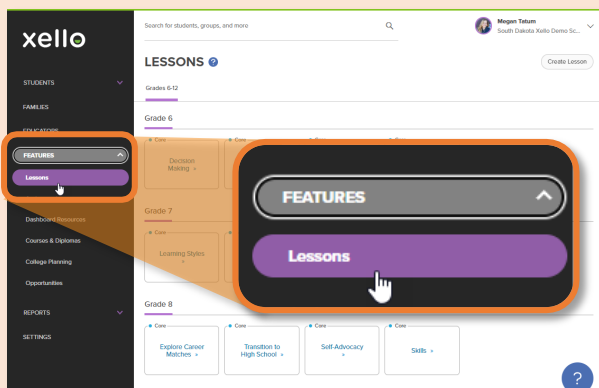 xello
Search for students, groups, and more
Megan Tatum
South Dakota Xello Demo Sc...
LESSONS ?
Create Lesson
Grades 6-12
STUDENTS
FAMILIES
EDUCATORS
FEATURES
Lessons
Dashboard Resources
Courses & Diplomas
College Planning
Opportunities
REPORTS
SETTINGS
Grade 6
Core
Core
Decision
Making »
Grade 7
Learning Styles
»
FEATURES
Lessons
Grade 8
Core
Core
Core
Core
Explore Career
Matches »
Transition to
High School »
Self-Advocacy
»
Skills »
?